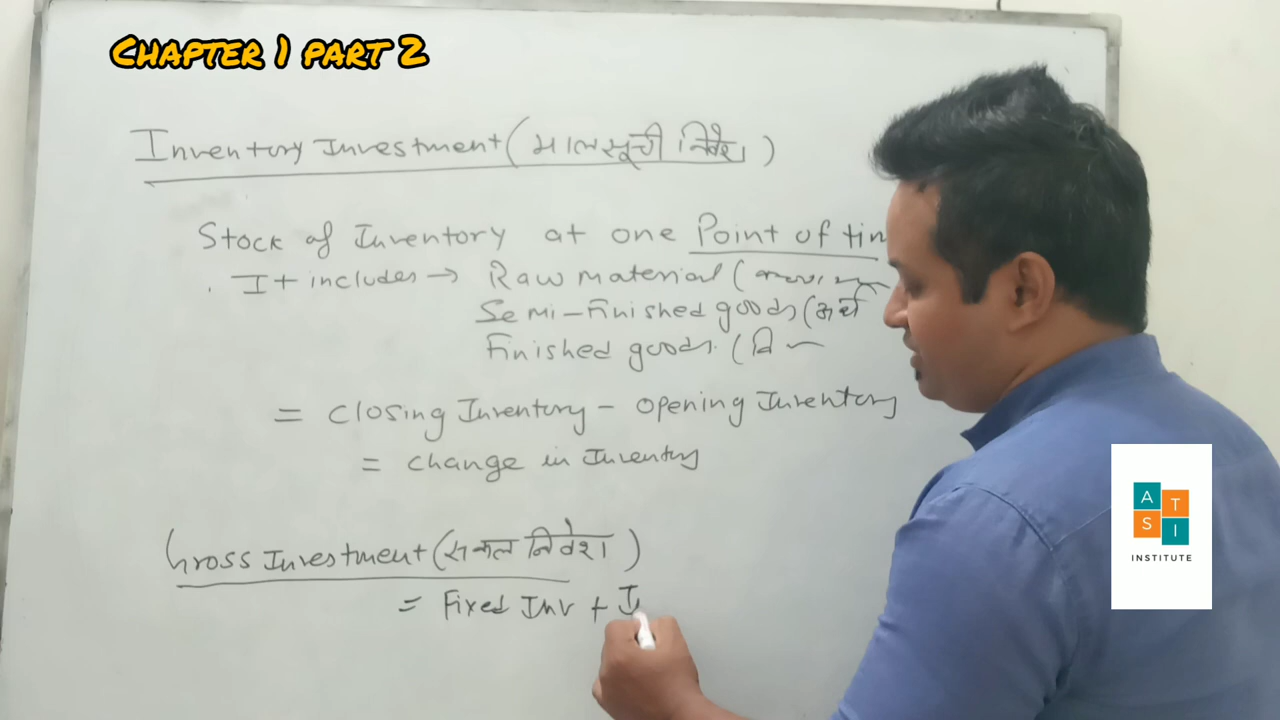 CHAPTER 1 PART 2
Inventory Investment (मालसूची निवेश)
Stock of Inventory at one Point of tim
It includes → Raw material (
Semi-finished goods (अर्ध
Finished goods. (
= closing Inventory - opening Inventory
= change in Inventory
Gross Investment (सकल निवेश)
= Fixed Inv + I
A T
S I
INSTITUTE